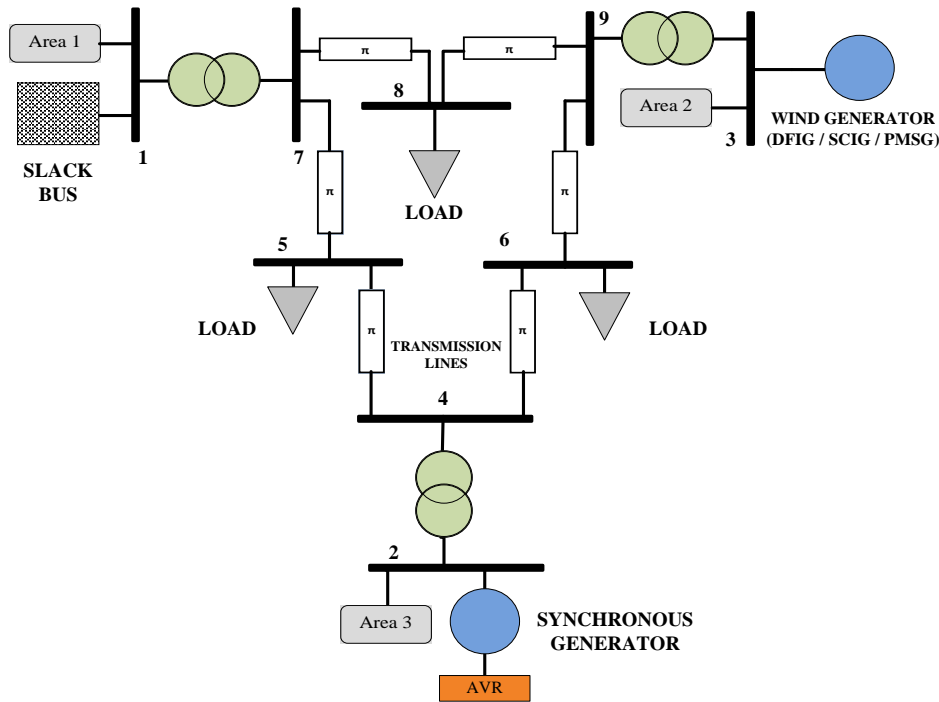 Area 1
SLACK
BUS
1
π
7
π
8
LOAD
π
9
Area 2
3
WIND GENERATOR
(DFIG / SCIG / PMSG)
π
5
LOAD
π
6
LOAD
π
TRANSMISSION
LINES
π
4
2
Area 3
SYNCHRONOUS
GENERATOR
AVR